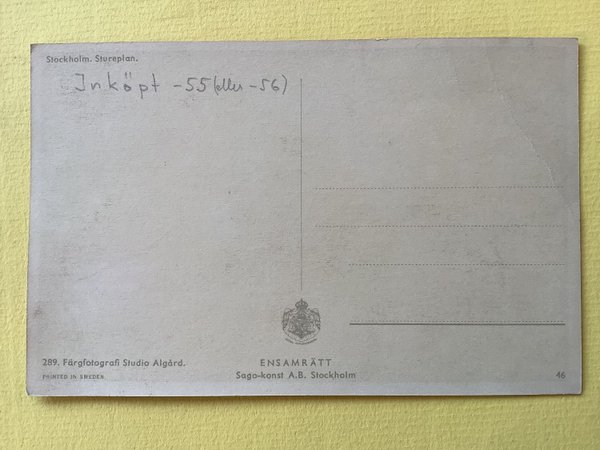 Stockholm. Stureplan.
Inköpt -55 (eller -56)
289. Färgfotografi Studio Algård.
PRINTED IN SWEDEN
ENSAMRÄTT
Sago-konst A.B. Stockholm
46